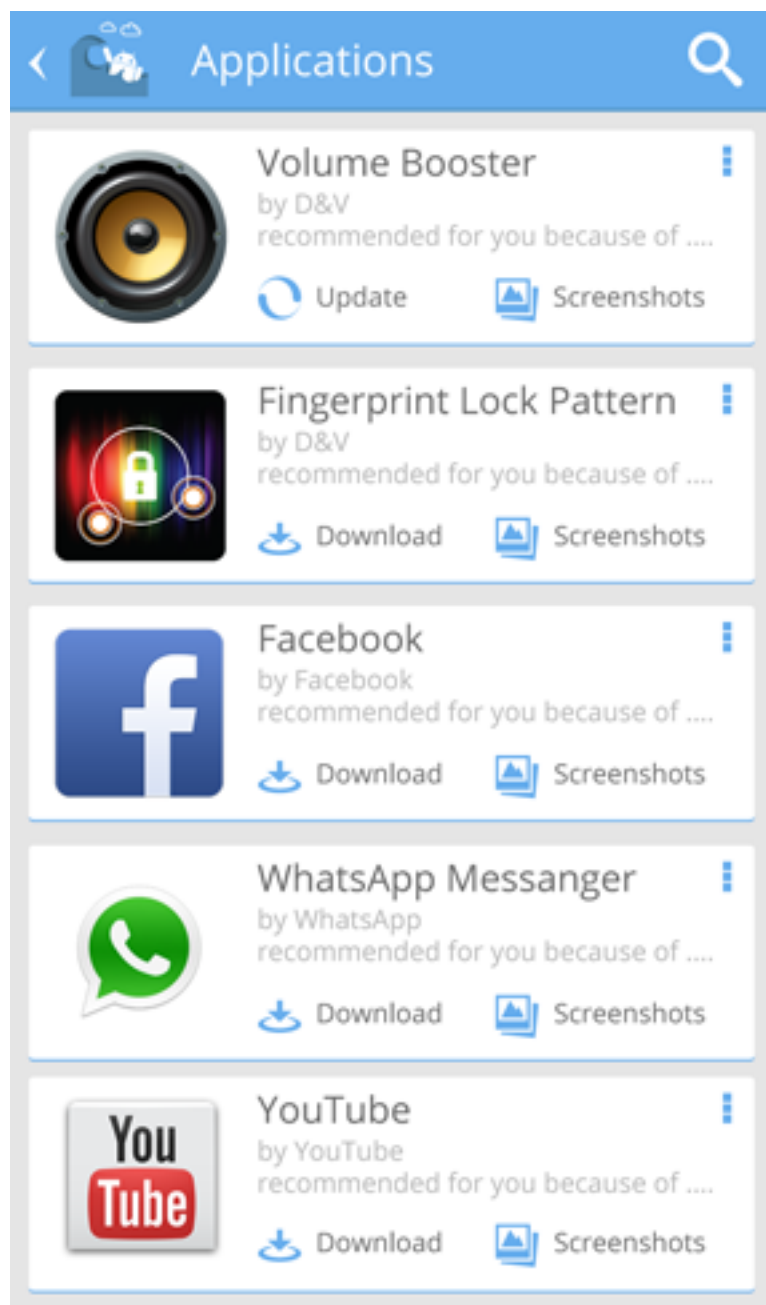 Applications
Volume Booster
by D&V
recommended for you because of ....
Update Screenshots
Fingerprint Lock Pattern
by D&V
recommended for you because of ....
Download Screenshots
Facebook
by Facebook
recommended for you because of ....
Download Screenshots
WhatsApp Messanger
by WhatsApp
recommended for you because of ....
Download Screenshots
You
Tube
YouTube
by YouTube
recommended for you because of ....
Download Screenshots